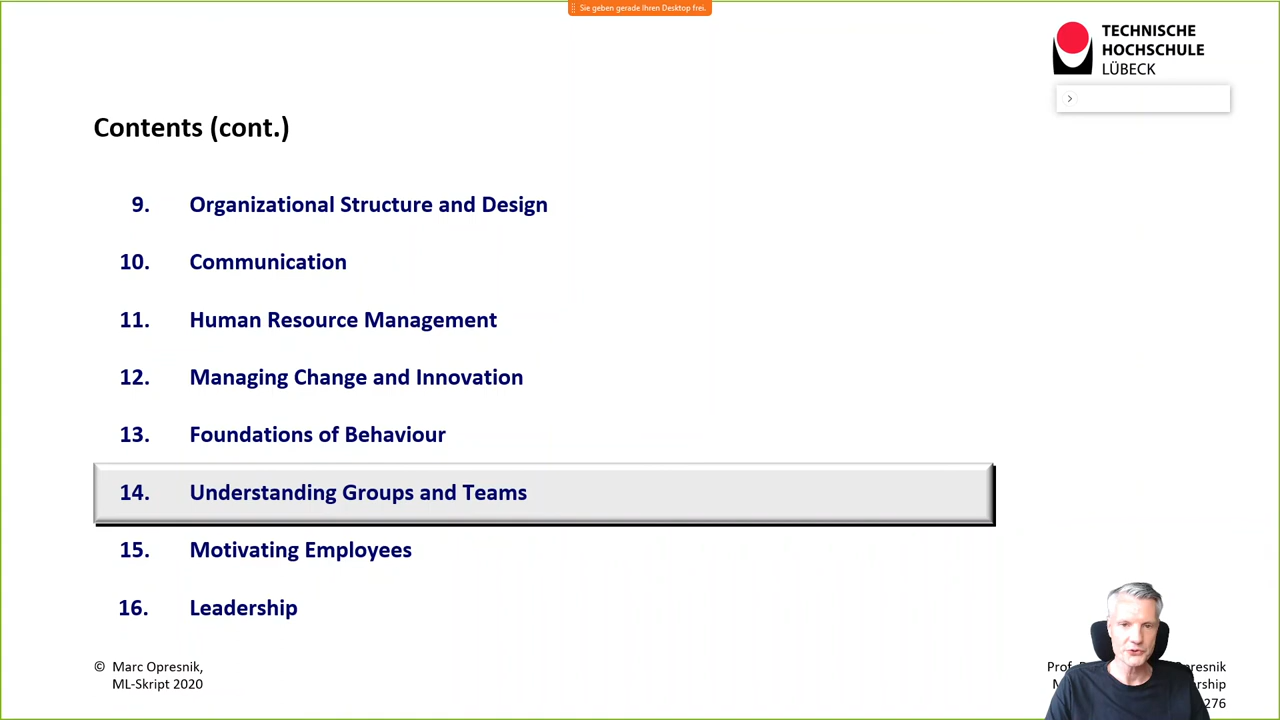 Sie geben gerade Ihren Desktop frei.
TECHNISCHE
HOCHSCHULE
LÜBECK
Contents (cont.)
9. Organizational Structure and Design
10. Communication
11. Human Resource Management
12. Managing Change and Innovation
13. Foundations of Behaviour
14. Understanding Groups and Teams
15. Motivating Employees
16. Leadership
© Marc Opresnik,
ML-Skript 2020
276